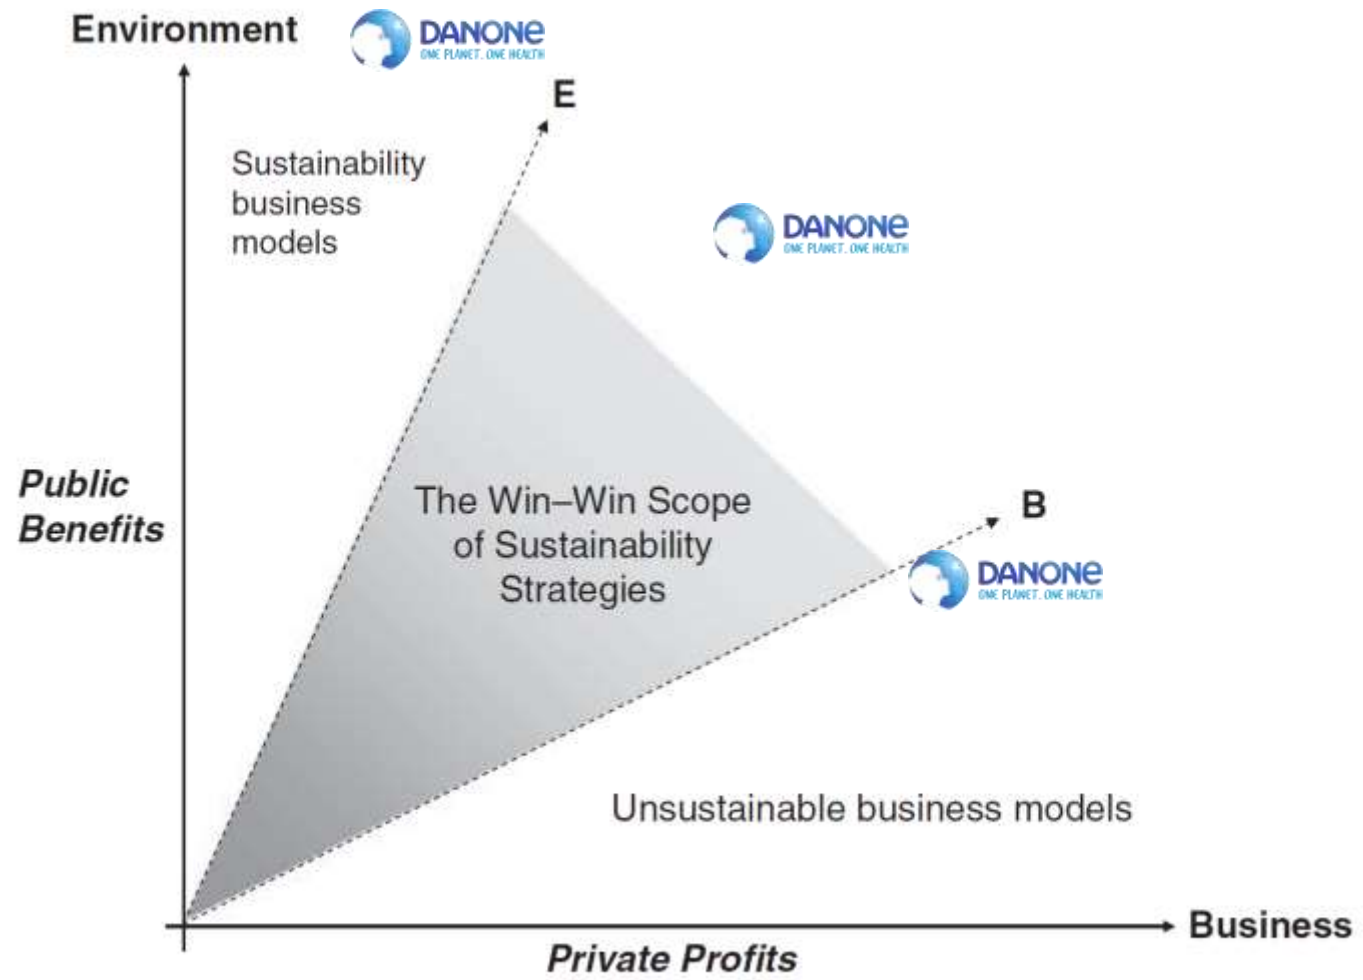 Environment
DANONE
ONE PLANET. ONE HEALTH
E
Sustainability
business
models
DANONE
ONE PLANET. ONE HEALTH
Public
Benefits
The Win–Win Scope
of Sustainability
Strategies
B
DANONE
ONE PLANET. ONE HEALTH
Unsustainable business models
Business
Private Profits